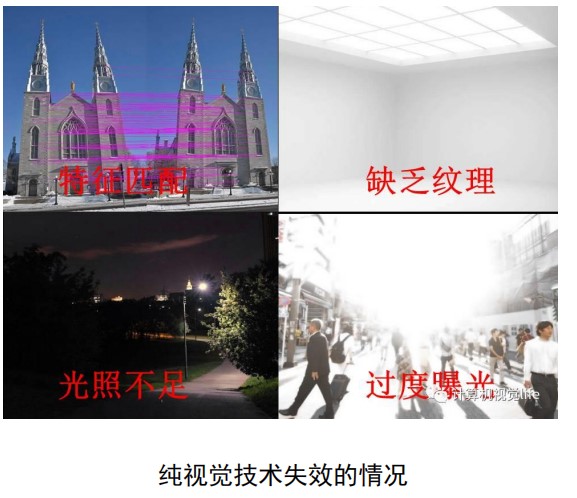 特征匹配
缺乏纹理
光照不足
过度曝光
计算机视觉life
纯视觉技术失效的情况